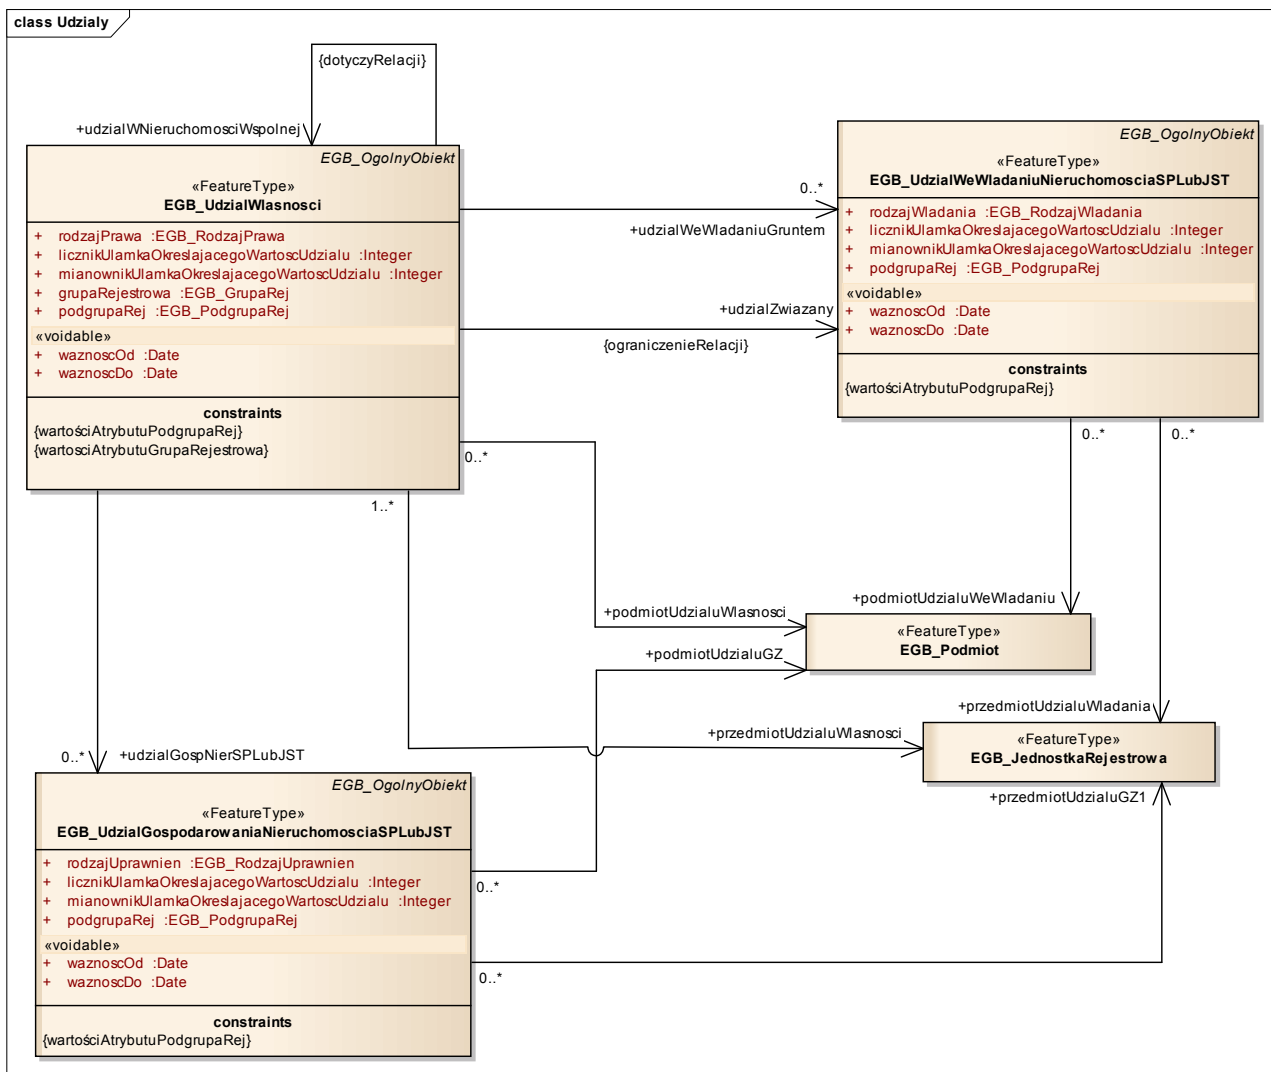 class Udzialy
{dotyczyRelacji}
+udzialWNieruchomosciWspolnej
EGB_OgolnyObiekt
«FeatureType»
EGB_UdzialWlasnosci
+ rodzajPrawa :EGB_RodzajPrawa
+ licznikUlamkaOkreslajacegoWartoscUdzialu :Integer
+ mianownikUlamkaOkreslajacegoWartoscUdzialu :Integer
+ grupaRejestrowa :EGB_GrupaRej
+ podgrupaRej :EGB_PodgrupaRej
«voidable»
+ waznoscOd :Date
+ waznoscDo :Date
constraints
{wartościAtrybutuPodgrupaRej}
{wartosciAtrybutuGrupaRejestrowa}
0..*
+udzialWeWladaniuGruntem
+udzialZwiazany
{ograniczenieRelacji}
EGB_OgolnyObiekt
«FeatureType»
EGB_UdzialWeWladaniuNieruchomosciaSPLubJST
+ rodzajWladania :EGB_RodzajWladania
+ licznikUlamkaOkreslajacegoWartoscUdzialu :Integer
+ mianownikUlamkaOkreslajacegoWartoscUdzialu :Integer
+ podgrupaRej :EGB_PodgrupaRej
«voidable»
+ waznoscOd :Date
+ waznoscDo :Date
constraints
{wartościAtrybutuPodgrupaRej}
0..*
0..*
0..*
1..*
+podmiotUdzialuWeWladaniu
+podmiotUdzialuWlasnosci
«FeatureType»
EGB_Podmiot
+podmiotUdzialuGZ
+przedmiotUdzialuWladania
+przedmiotUdzialuWlasnosci
«FeatureType»
EGB_JednostkaRejestrowa
+przedmiotUdzialuGZ1
0..*
+udzialGospNierSPLubJST
EGB_OgolnyObiekt
«FeatureType»
EGB_UdzialGospodarowaniaNieruchomosciaSPLubJST
+ rodzajUprawnien :EGB_RodzajUprawnien
+ licznikUlamkaOkreslajacegoWartoscUdzialu :Integer
+ mianownikUlamkaOkreslajacegoWartoscUdzialu :Integer
+ podgrupaRej :EGB_PodgrupaRej
«voidable»
+ waznoscOd :Date
+ waznoscDo :Date
constraints
{wartościAtrybutuPodgrupaRej}
0..*
0..*